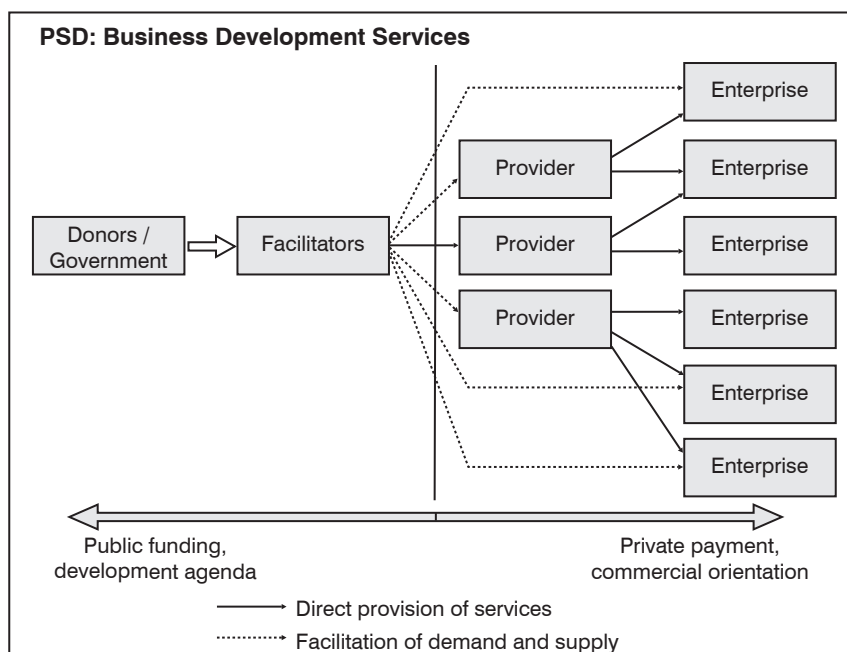 PSD: Business Development Services
Enterprise
Provider
Enterprise
Donors /
Government
Facilitators
Provider
Enterprise
Provider
Enterprise
Enterprise
Enterprise
Public funding,
development agenda
Private payment,
commercial orientation
Direct provision of services
Facilitation of demand and supply